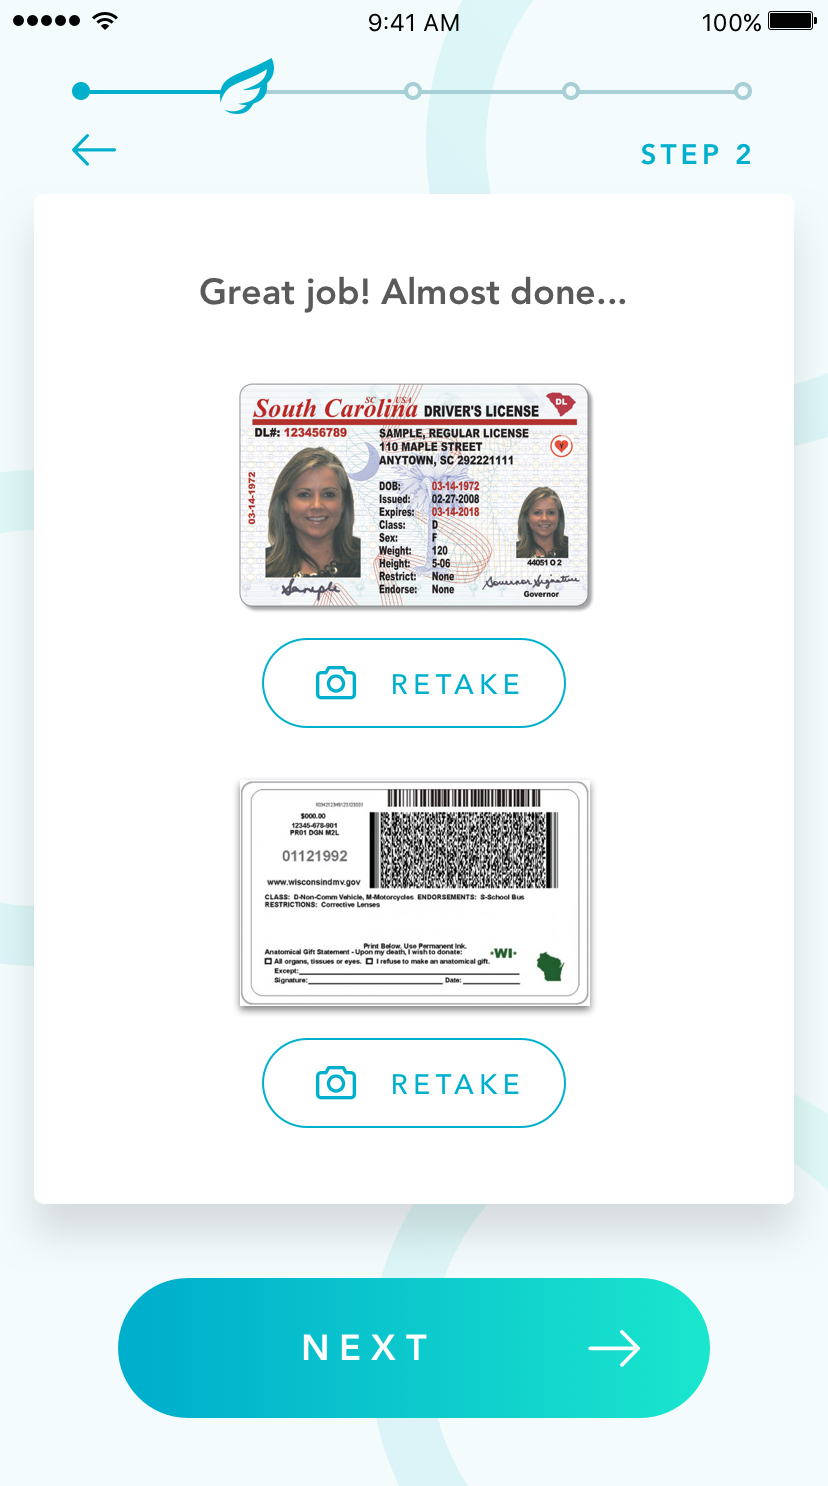 9:41 AM 100%
STEP 2
Great job! Almost done...
SC USA
South Carolina DRIVER'S LICENSE DL
DL#: 123456789
SAMPLE, REGULAR LICENSE
110 MAPLE STREET
ANYTOWN, SC 292221111
03-14-1972
DOB: 03-14-1972
Issued: 02-27-2008
Expires: 03-14-2018
Class: D
Sex: F
Weight: 120
Height: 5-06
Restrict: None
Endorse: None
44051 0 2
Sample
Governor Signature
Governor
RETAKE
$000.00
12345-678-901
PR01 DGN M2L
01121992
www.wisconsindmv.gov
CLASS: D-Non-Comm Vehicle, M-Motorcycles ENDORSEMENTS: S-School Bus
RESTRICTIONS: Corrective Lenses
Print Below, Use Permanent Ink.
Anatomical Gift Statement - Upon my death, I wish to donate:
All organs, tissues or eyes. I refuse to make an anatomical gift.
Except:
Signature: Date:
·WI·
RETAKE
NEXT